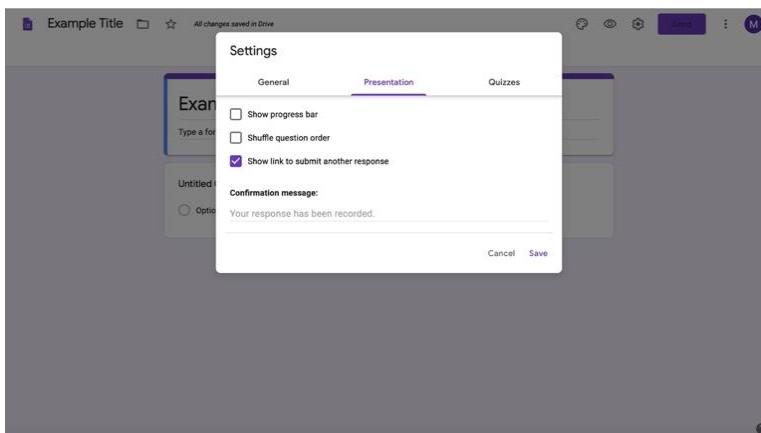 Example Title
All changes saved in Drive
Send
M
Settings
General
Presentation
Quizzes
Exam
Type a for
Show progress bar
Shuffle question order
Show link to submit another response
Untitled
Optio
Confirmation message:
Your response has been recorded.
Cancel
Save